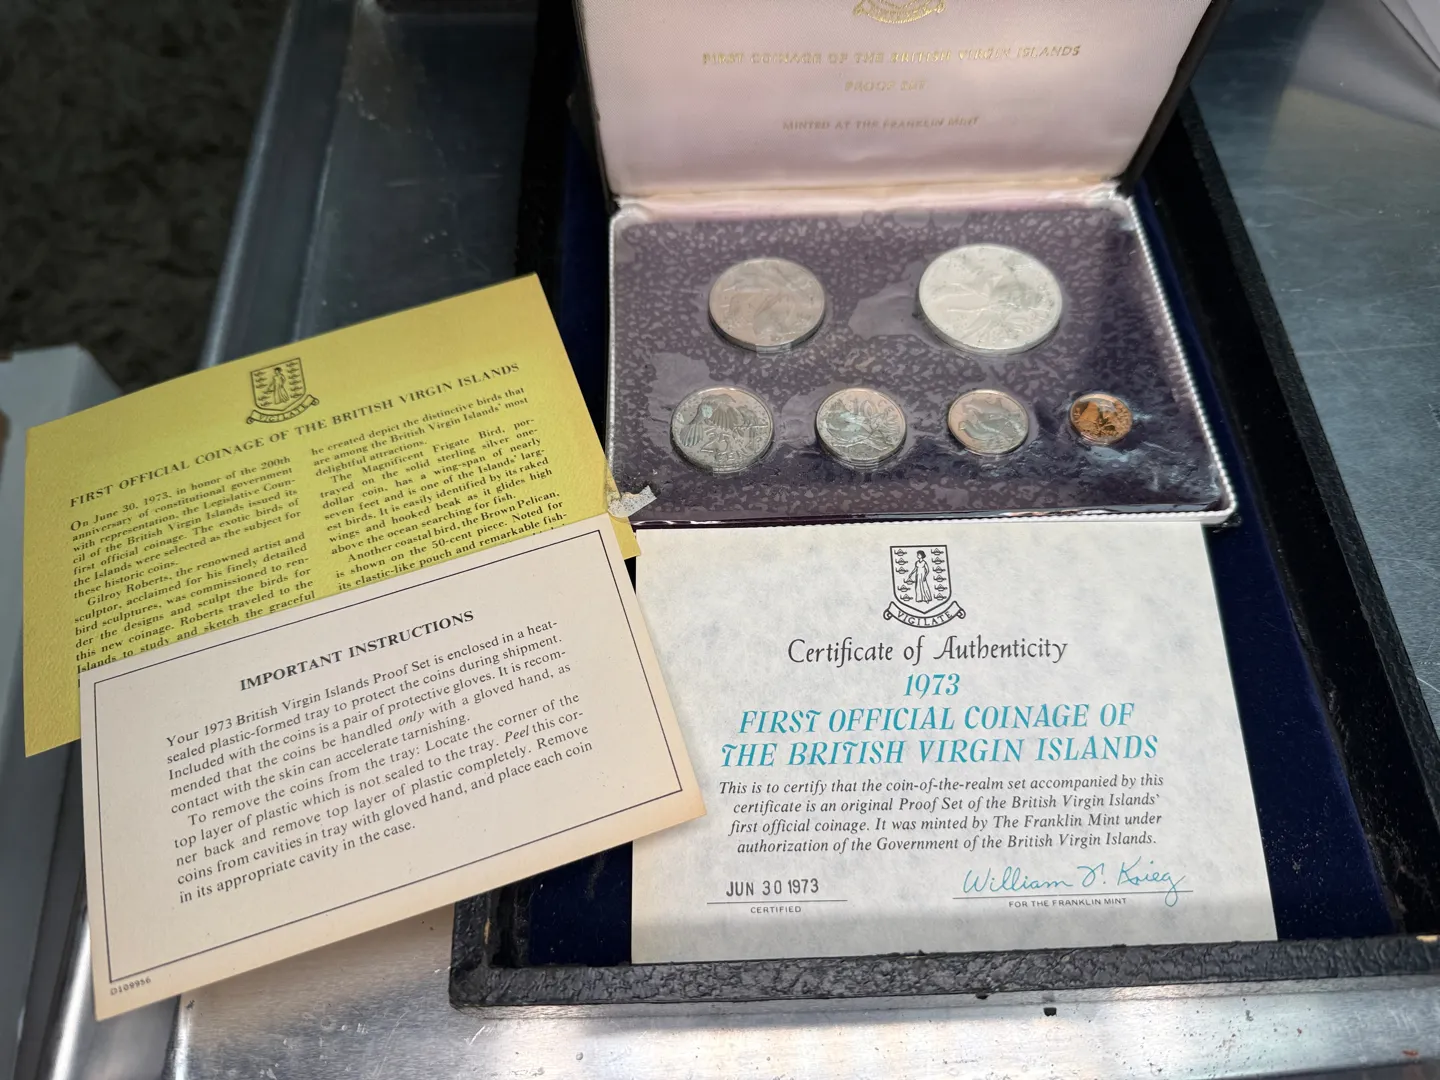 FIRST COINAGE OF THE BRITISH VIRGIN ISLANDS
PROOF SET
MINTED AT THE FRANKLIN MINT
25
10
VIGILATE
FIRST OFFICIAL COINAGE OF THE BRITISH VIRGIN ISLANDS
On June 30, 1973, in honor of the 200th
anniversary of constitutional government
with representation, the Legislative Coun-
cil of the British Virgin Islands issued its
first official coinage. The exotic birds of
the Islands were selected as the subject for
these historic coins.
Gilroy Roberts, the renowned artist and
sculptor, acclaimed for his finely detailed
bird sculptures, was commissioned to ren-
der the designs and sculpt the birds for
this new coinage. Roberts traveled to the
Islands to study and sketch the graceful
he created depict the distinctive birds that
are among the British Virgin Islands' most
delightful attractions.
The Magnificent Frigate Bird, por-
trayed on the solid sterling silver one-
dollar coin, has a wing-span of nearly
seven feet and is one of the Islands' larg-
est birds. It is easily identified by its raked
wings and hooked beak as it glides high
above the ocean searching for fish.
Another coastal bird, the Brown Pelican,
is shown on the 50-cent piece. Noted for
its elastic-like pouch and remarkable fish-
IMPORTANT INSTRUCTIONS
Your 1973 British Virgin Islands Proof Set is enclosed in a heat-
sealed plastic-formed tray to protect the coins during shipment.
Included with the coins is a pair of protective gloves. It is recom-
mended that the coins be handled only with a gloved hand, as
contact with the skin can accelerate tarnishing.
To remove the coins from the tray: Locate the corner of the
top layer of plastic which is not sealed to the tray. Peel this cor-
ner back and remove top layer of plastic completely. Remove
coins from cavities in tray with gloved hand, and place each coin
in its appropriate cavity in the case.
D109956
VIGILATE
Certificate of Authenticity
1973
FIRST OFFICIAL COINAGE OF
THE BRITISH VIRGIN ISLANDS
This is to certify that the coin-of-the-realm set accompanied by this
certificate is an original Proof Set of the British Virgin Islands'
first official coinage. It was minted by The Franklin Mint under
authorization of the Government of the British Virgin Islands.
JUN 30 1973
CERTIFIED
William T. Krieg
FOR THE FRANKLIN MINT